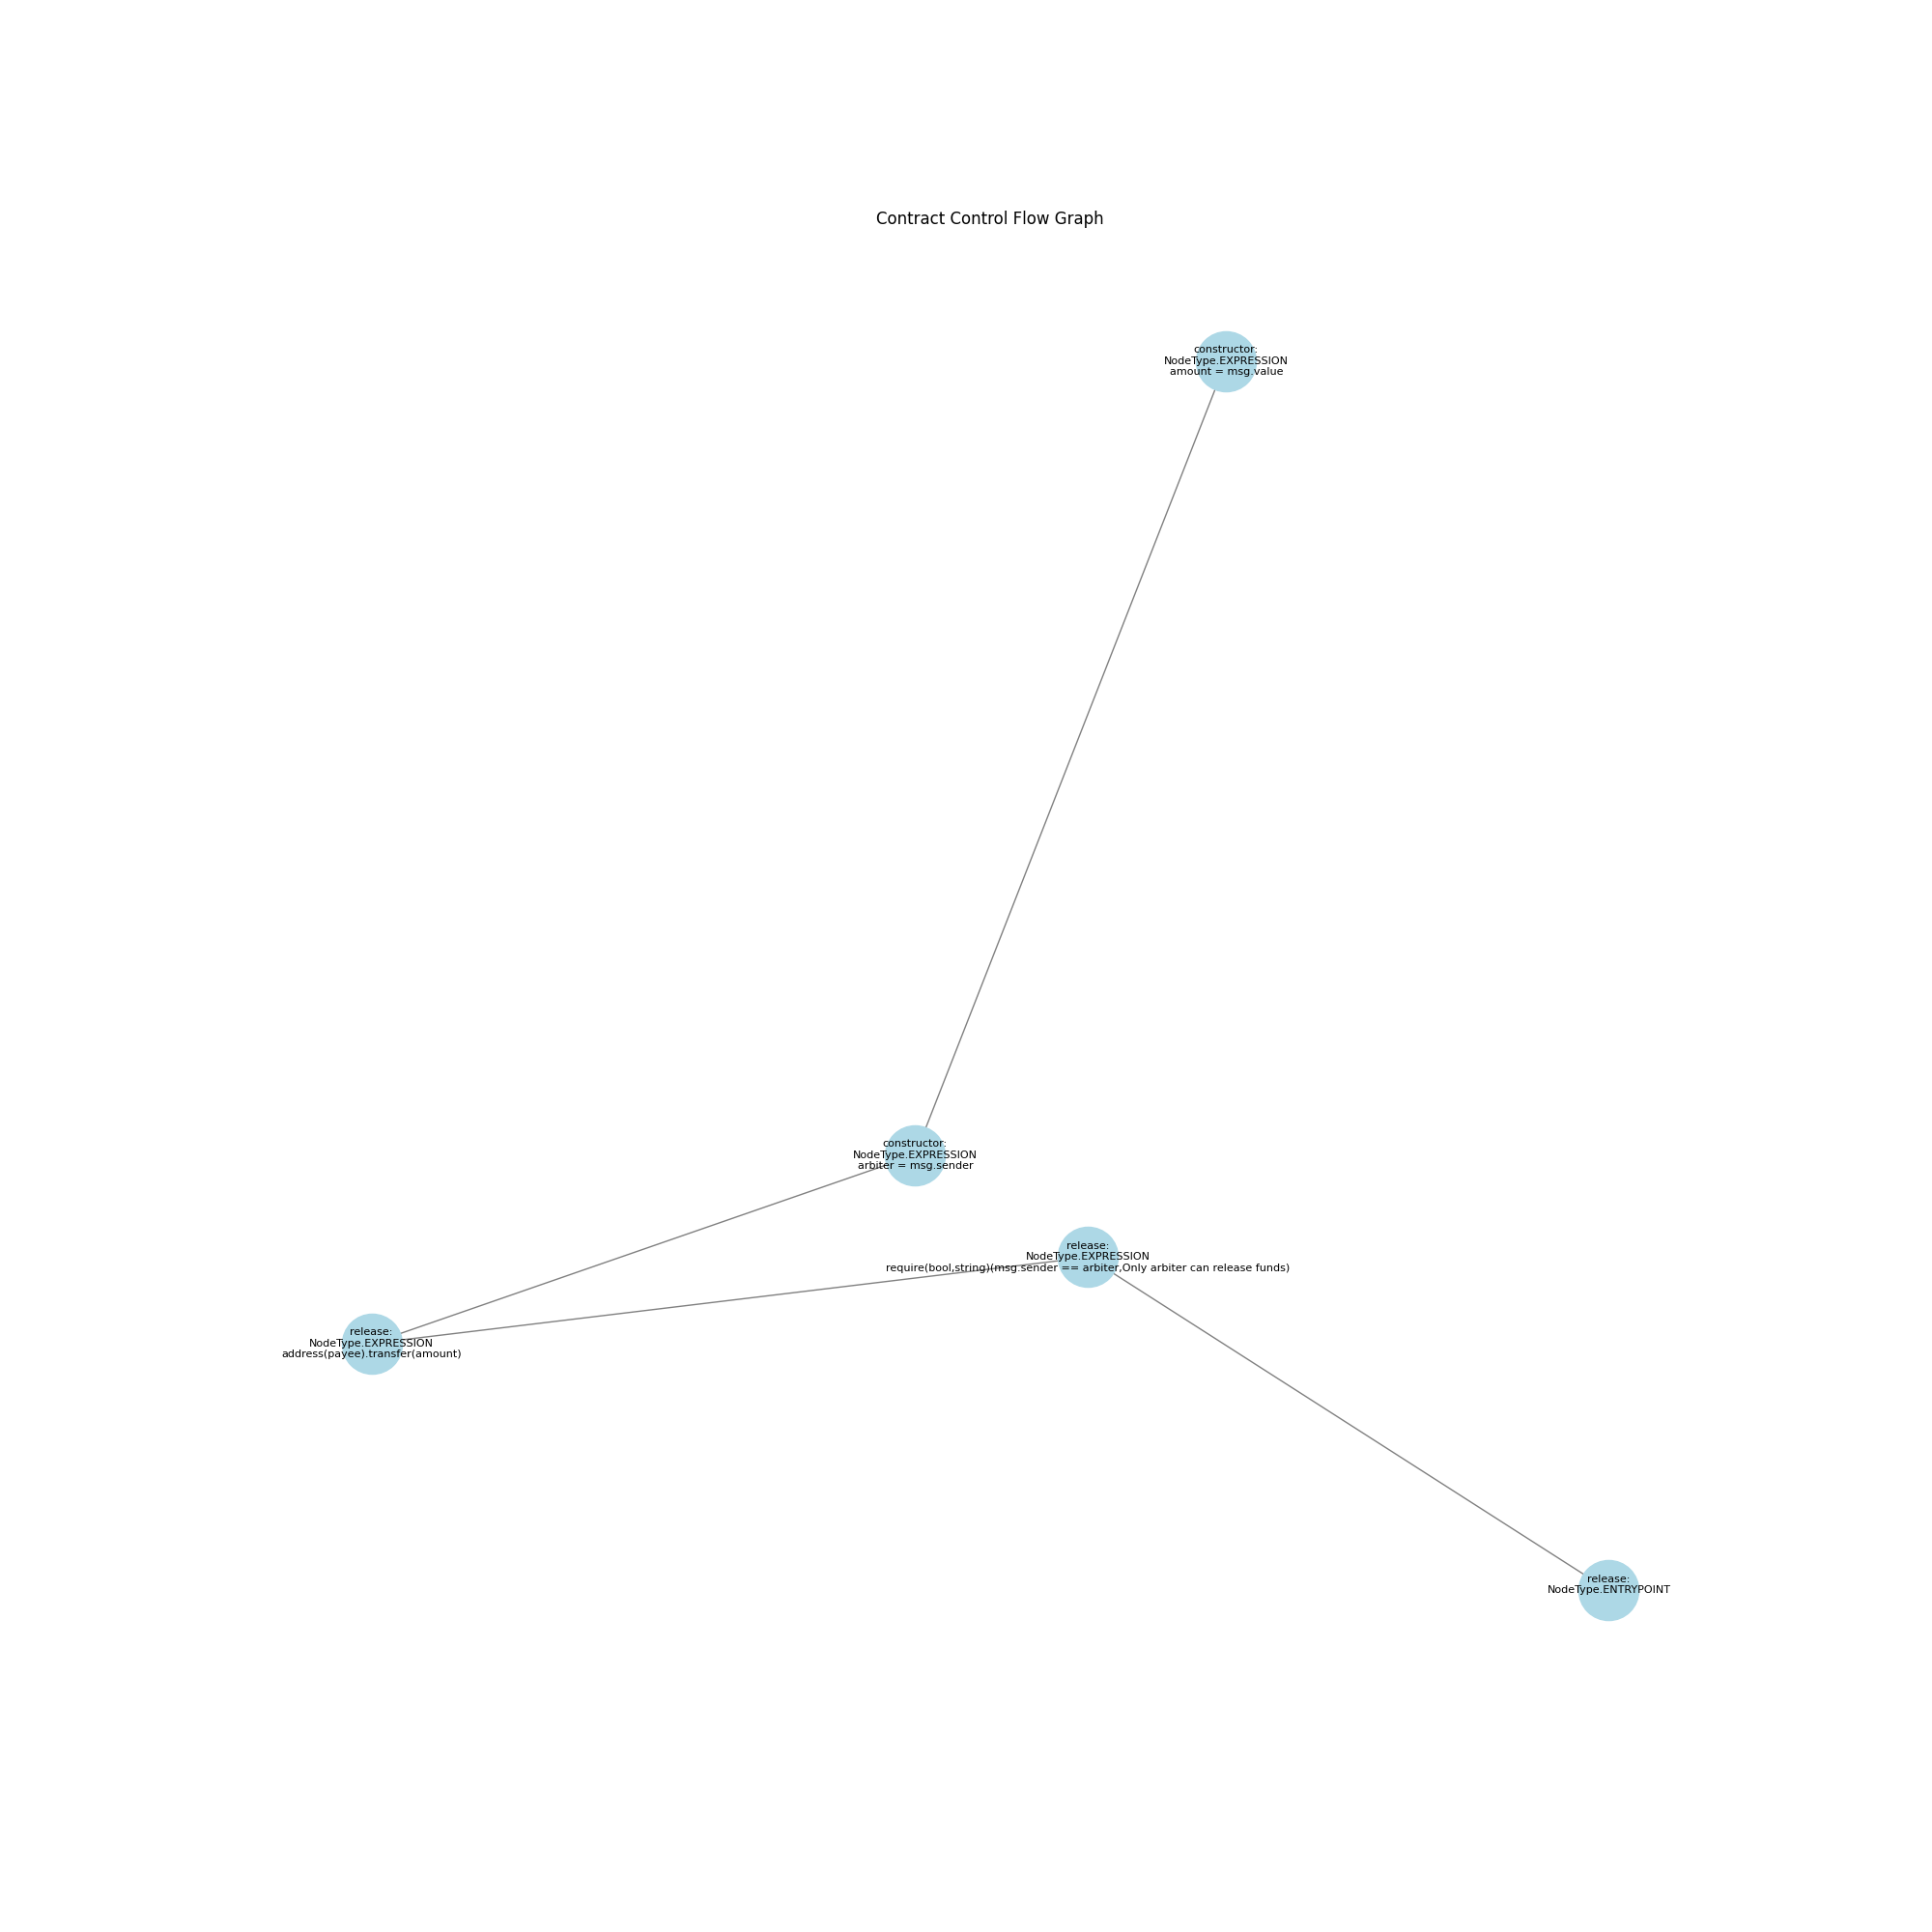 Contract Control Flow Graph
constructor:
NodeType.EXPRESSION
amount = msg.value
constructor:
NodeType.EXPRESSION
arbiter = msg.sender
release:
NodeType.EXPRESSION
require(bool,string)(msg.sender == arbiter,Only arbiter can release funds)
release:
NodeType.EXPRESSION
address(payee).transfer(amount)
release:
NodeType.ENTRYPOINT